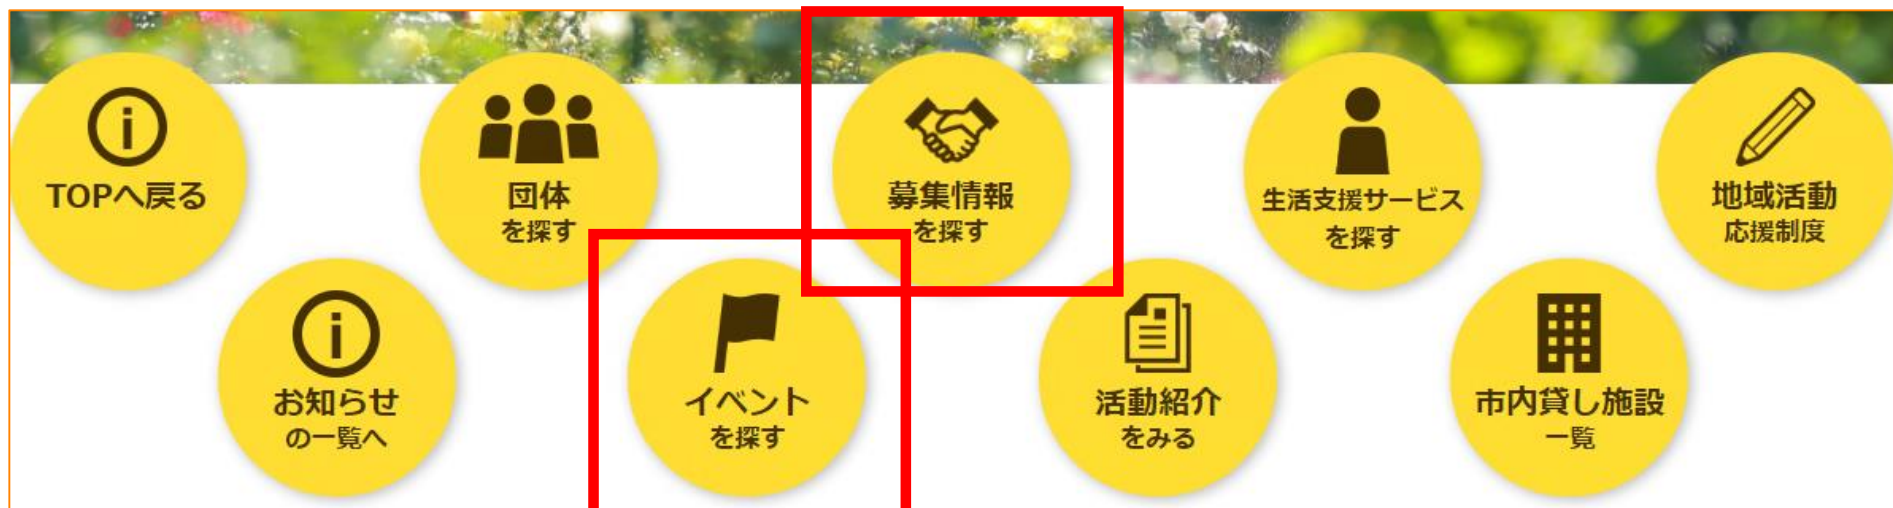 TOPへ戻る
団体
を探す
募集情報
を探す
生活支援サービス
を探す
地域活動
応援制度
お知らせ
の一覧へ
イベント
を探す
活動紹介
をみる
市内貸し施設
一覧